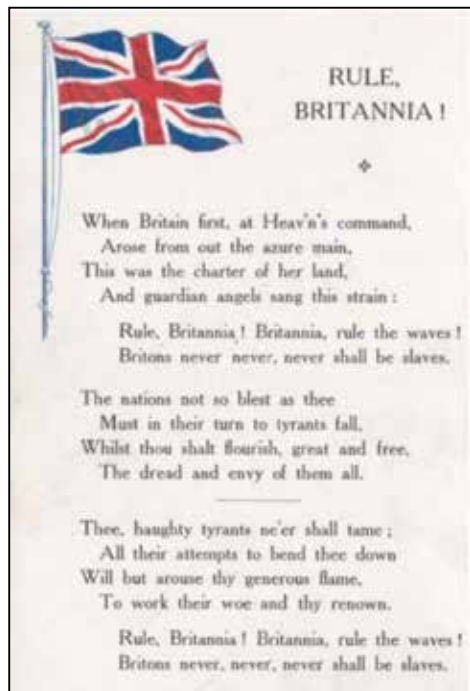 RULE,
BRITANNIA !
When Britain first, at Heav'n's command,
Arose from out the azure main,
This was the charter of her land,
And guardian angels sang this strain :
Rule, Britannia ! Britannia, rule the waves !
Britons never never, never shall be slaves.
The nations not so blest as thee
Must in their turn to tyrants fall,
Whilst thou shalt flourish, great and free,
The dread and envy of them all.
Thee, haughty tyrants ne'er shall tame ;
All their attempts to bend thee down
Will but arouse thy generous flame,
To work their woe and thy renown.
Rule, Britannia ! Britannia, rule the waves !
Britons never, never, never shall be slaves.